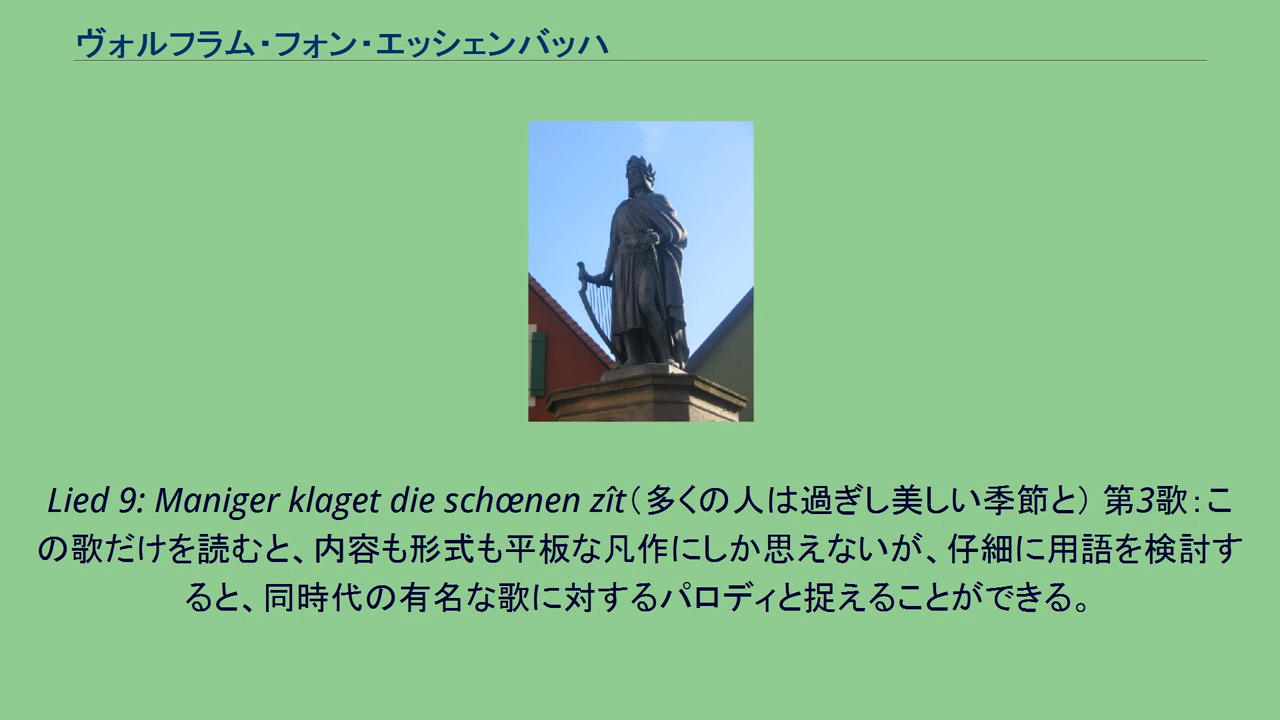 ヴォルフラム・フォン・エッシェンバッハ
Lied 9: Maniger klaget die schœnen zît（多くの人は過ぎし美しい季節と） 第3歌：こ
の歌だけを読むと、内容も形式も平板な凡作にしか思えないが、仔細に用語を検討す
ると、同時代の有名な歌に対するパロディと捉えることができる。